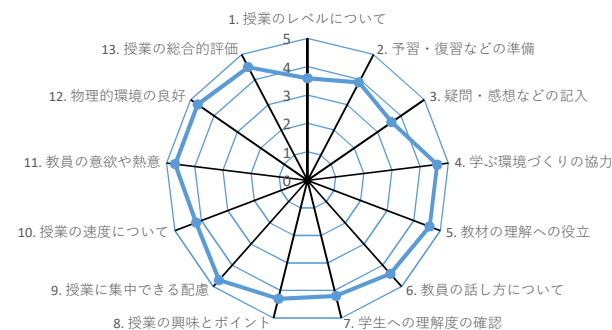 1. 授業のレベルについて
2. 予習・復習などの準備
3. 疑問・感想などの記入
4. 学ぶ環境づくりの協力
5. 教材の理解への役立
6. 教員の話し方について
7. 学生への理解度の確認
8. 授業の興味とポイント
9. 授業に集中できる配慮
10. 授業の速度について
11. 教員の意欲や熱意
12. 物理的環境の良好
13. 授業の総合的評価
5
4
3
2
1
0